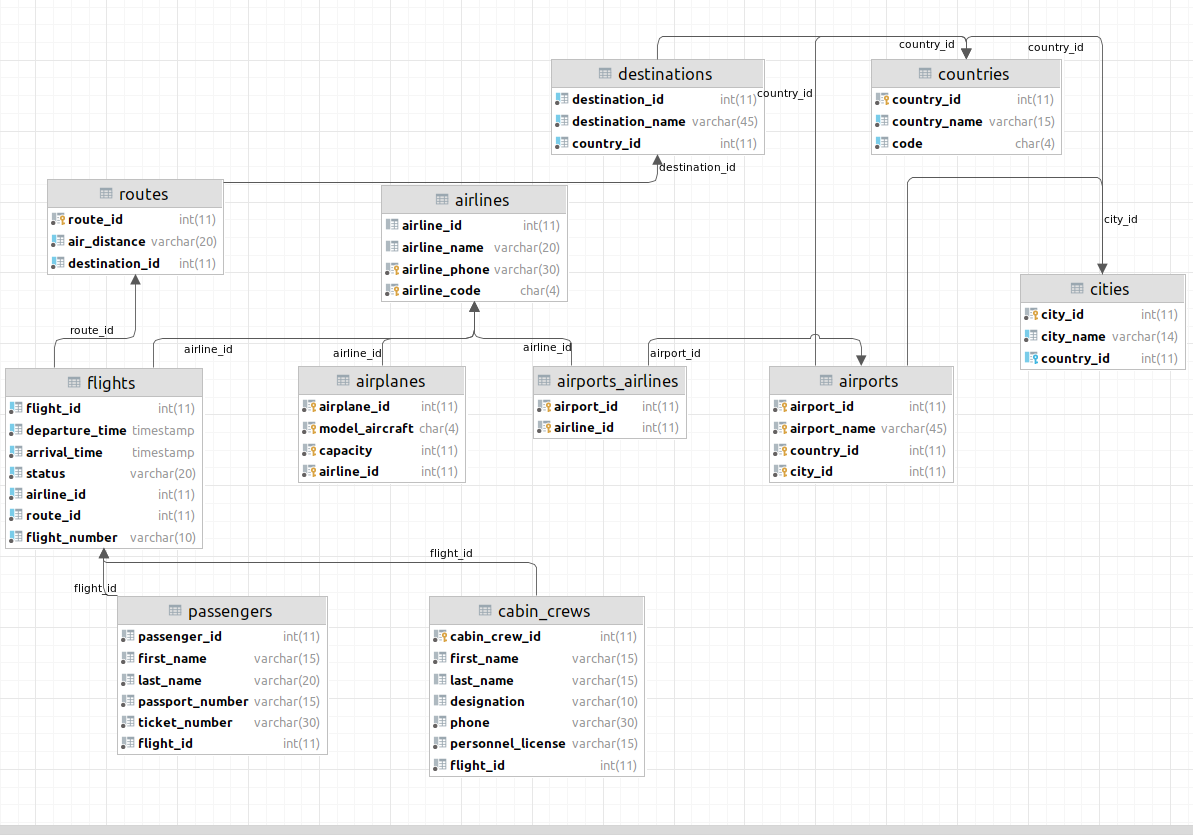 country_id
country_id
destinations
countries
country_id
destination_id int(11)
destination_name varchar(45)
country_id int(11)
country_id int(11)
country_name varchar(15)
code char(4)
destination_id
routes
route_id int(11)
air_distance varchar(20)
destination_id int(11)
airlines
airline_id int(11)
airline_name varchar(20)
airline_phone varchar(30)
airline_code char(4)
city_id
cities
city_id int(11)
city_name varchar(14)
country_id int(11)
route_id
airline_id
airline_id
airline_id
airport_id
flights
flight_id int(11)
departure_time timestamp
arrival_time timestamp
status varchar(20)
airline_id int(11)
route_id int(11)
flight_number varchar(10)
airplanes
airplane_id int(11)
model_aircraft char(4)
capacity int(11)
airline_id int(11)
airports_airlines
airport_id int(11)
airline_id int(11)
airports
airport_id int(11)
airport_name varchar(45)
country_id int(11)
city_id int(11)
flight_id
flight_id
passengers
passenger_id int(11)
first_name varchar(15)
last_name varchar(20)
passport_number varchar(15)
ticket_number varchar(30)
flight_id int(11)
cabin_crews
cabin_crew_id int(11)
first_name varchar(15)
last_name varchar(15)
designation varchar(10)
phone varchar(30)
personnel_license varchar(15)
flight_id int(11)